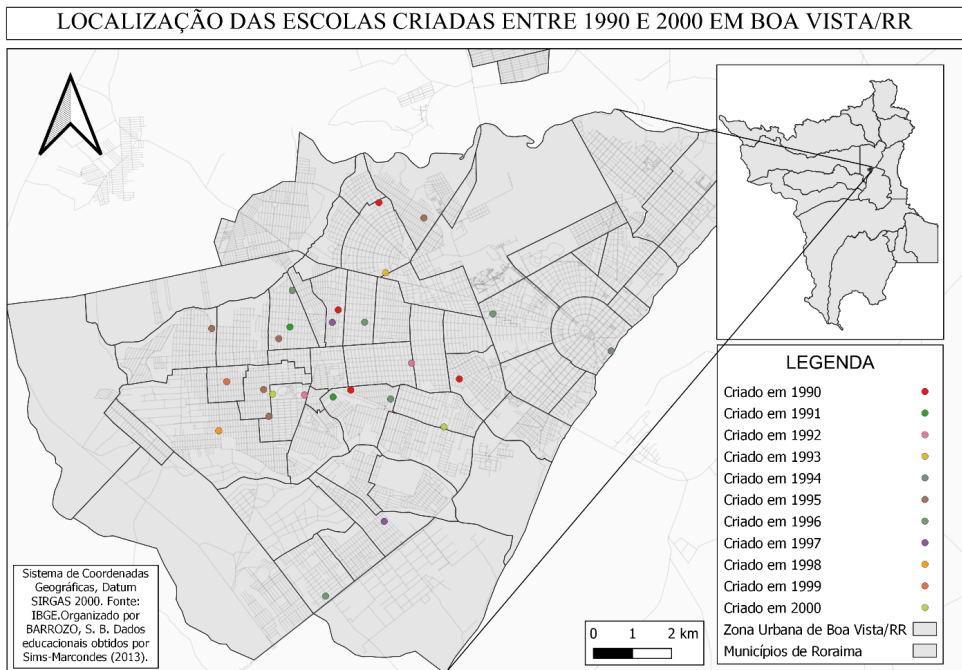 LOCALIZAÇÃO DAS ESCOLAS CRIADAS ENTRE 1990 E 2000 EM BOA VISTA/RR
LEGENDA
Criado em 1990
Criado em 1991
Criado em 1992
Criado em 1993
Criado em 1994
Criado em 1995
Criado em 1996
Criado em 1997
Criado em 1998
Criado em 1999
Criado em 2000
Zona Urbana de Boa Vista/RR
Municípios de Roraima
Sistema de Coordenadas
Geográficas, Datum
SIRGAS 2000. Fonte:
IBGE.Organizado por
BARROZO, S. B. Dados
educacionais obtidos por
Sims-Marcondes (2013).
0 1 2 km